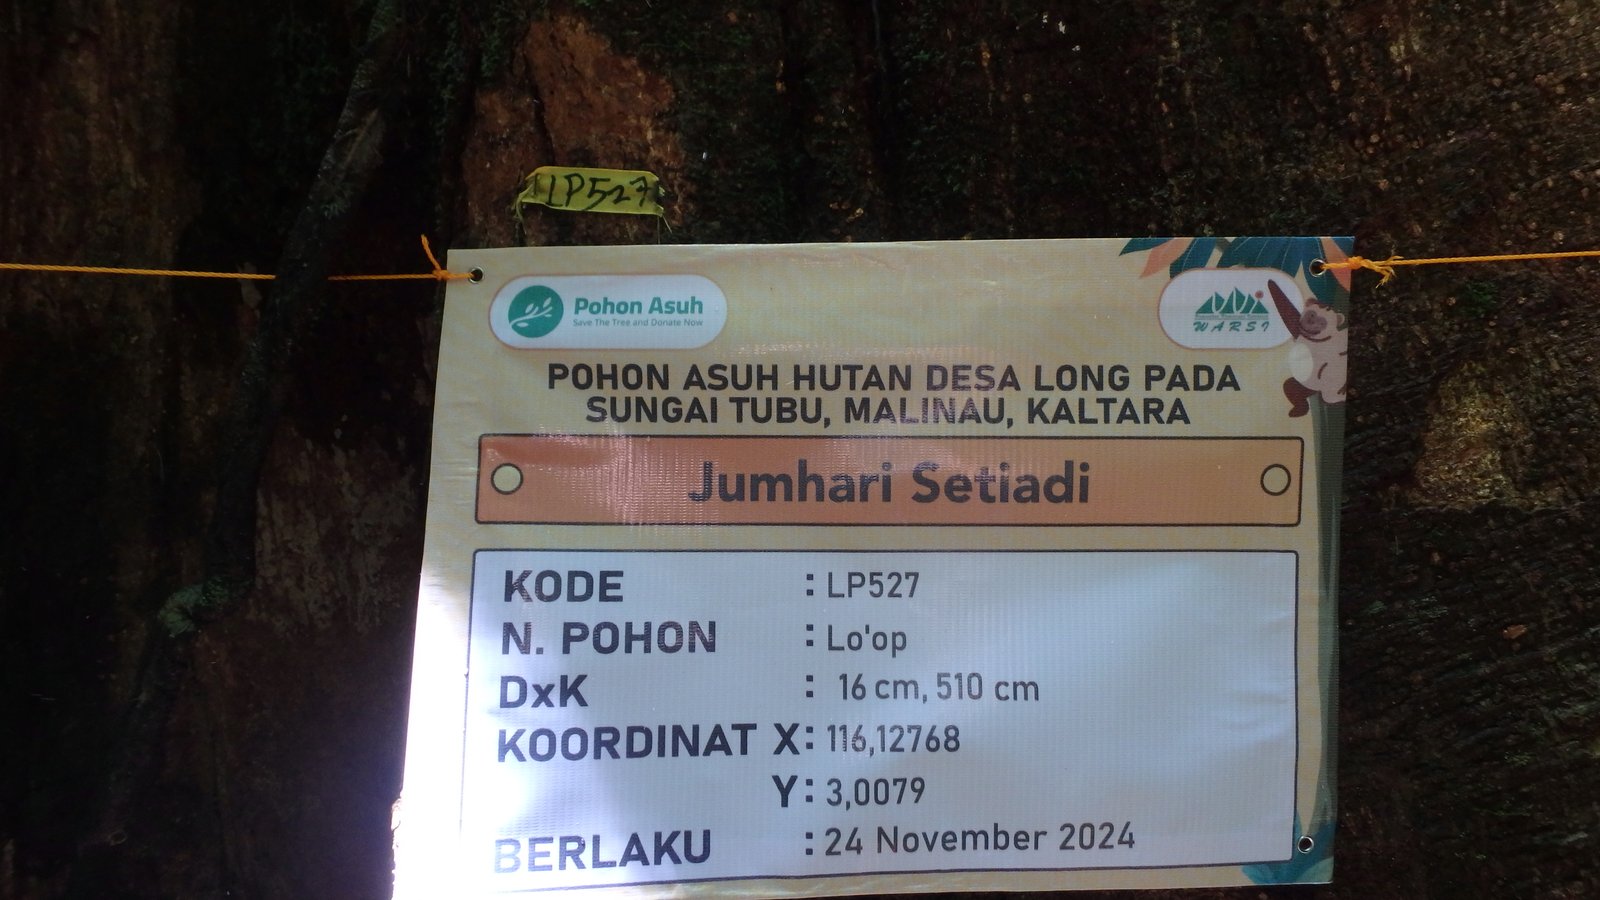 LP527
Pohon Asuh
Save The Tree and Donate Now
WARSI
POHON ASUH HUTAN DESA LONG PADA
SUNGAI TUBU, MALINAU, KALTARA
Jumhari Setiadi
KODE : LP527
N. POHON : Lo'op
DxK : 16 cm, 510 cm
KOORDINAT X: 116,12768
Y: 3,0079
BERLAKU : 24 November 2024